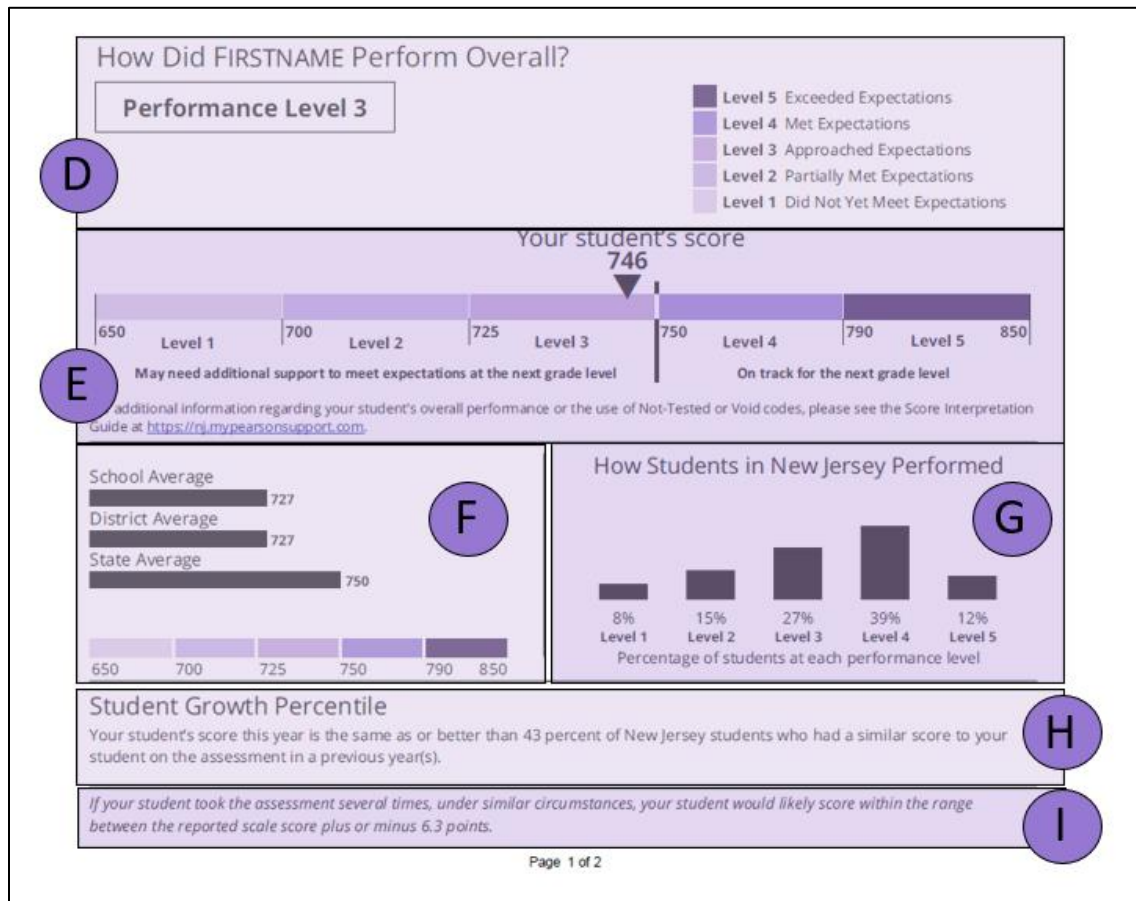 How Did FIRSTNAME Perform Overall?
Performance Level 3
Level 5 Exceeded Expectations
Level 4 Met Expectations
Level 3 Approached Expectations
Level 2 Partially Met Expectations
Level 1 Did Not Yet Meet Expectations
D
Your student's score
746
650 700 725 750 790 850
Level 1 Level 2 Level 3 Level 4 Level 5
May need additional support to meet expectations at the next grade level On track for the next grade level
E
additional information regarding your student's overall performance or the use of Not-Tested or Void codes, please see the Score Interpretation
Guide at https://nj.mypearsonsupport.com.
School Average
727
District Average
727
State Average
750
650 700 725 750 790 850
F
How Students in New Jersey Performed
G
8% 15% 27% 39% 12%
Level 1 Level 2 Level 3 Level 4 Level 5
Percentage of students at each performance level
Student Growth Percentile
Your student's score this year is the same as or better than 43 percent of New Jersey students who had a similar score to your
student on the assessment in a previous year(s).
H
If your student took the assessment several times, under similar circumstances, your student would likely score within the range
between the reported scale score plus or minus 6.3 points.
I
Page 1 of 2